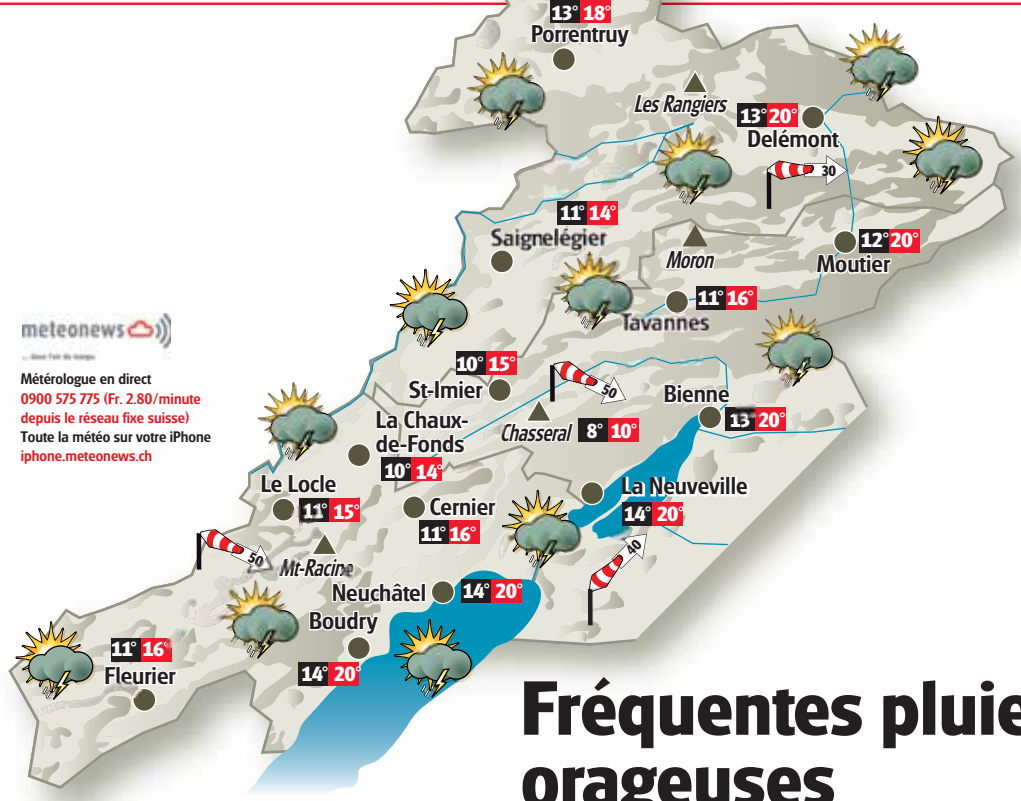 13° 18°
Porrentruy
Les Rangiers
13° 20°
Delémont
30
11° 14°
Saignelégier
Moron
12° 20°
Moutier
11° 16°
Tavannes
meteonews
Météorologue en direct
0900 575 775 (Fr. 2.80/minute
depuis le réseau fixe suisse)
Toute la météo sur votre iPhone
iphone.meteonews.ch
10° 15°
St-Imier
50
Bienne
13° 20°
La Chaux-
de-Fonds
10° 14°
Chasseral 8° 10°
Le Locle
11° 15°
Cernier
11° 16°
La Neuveville
14° 20°
50
Mt-Racine
40
Neuchâtel 14° 20°
Boudry
14° 20°
11° 16°
Fleurier
Fréquentes pluie
orageuses